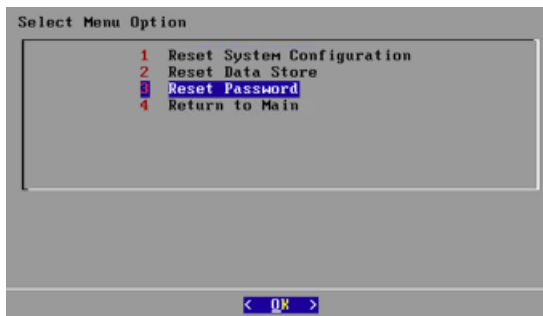 Select Menu Option
1 Reset System Configuration
2 Reset Data Store
3 Reset Password
4 Return to Main
< OK >